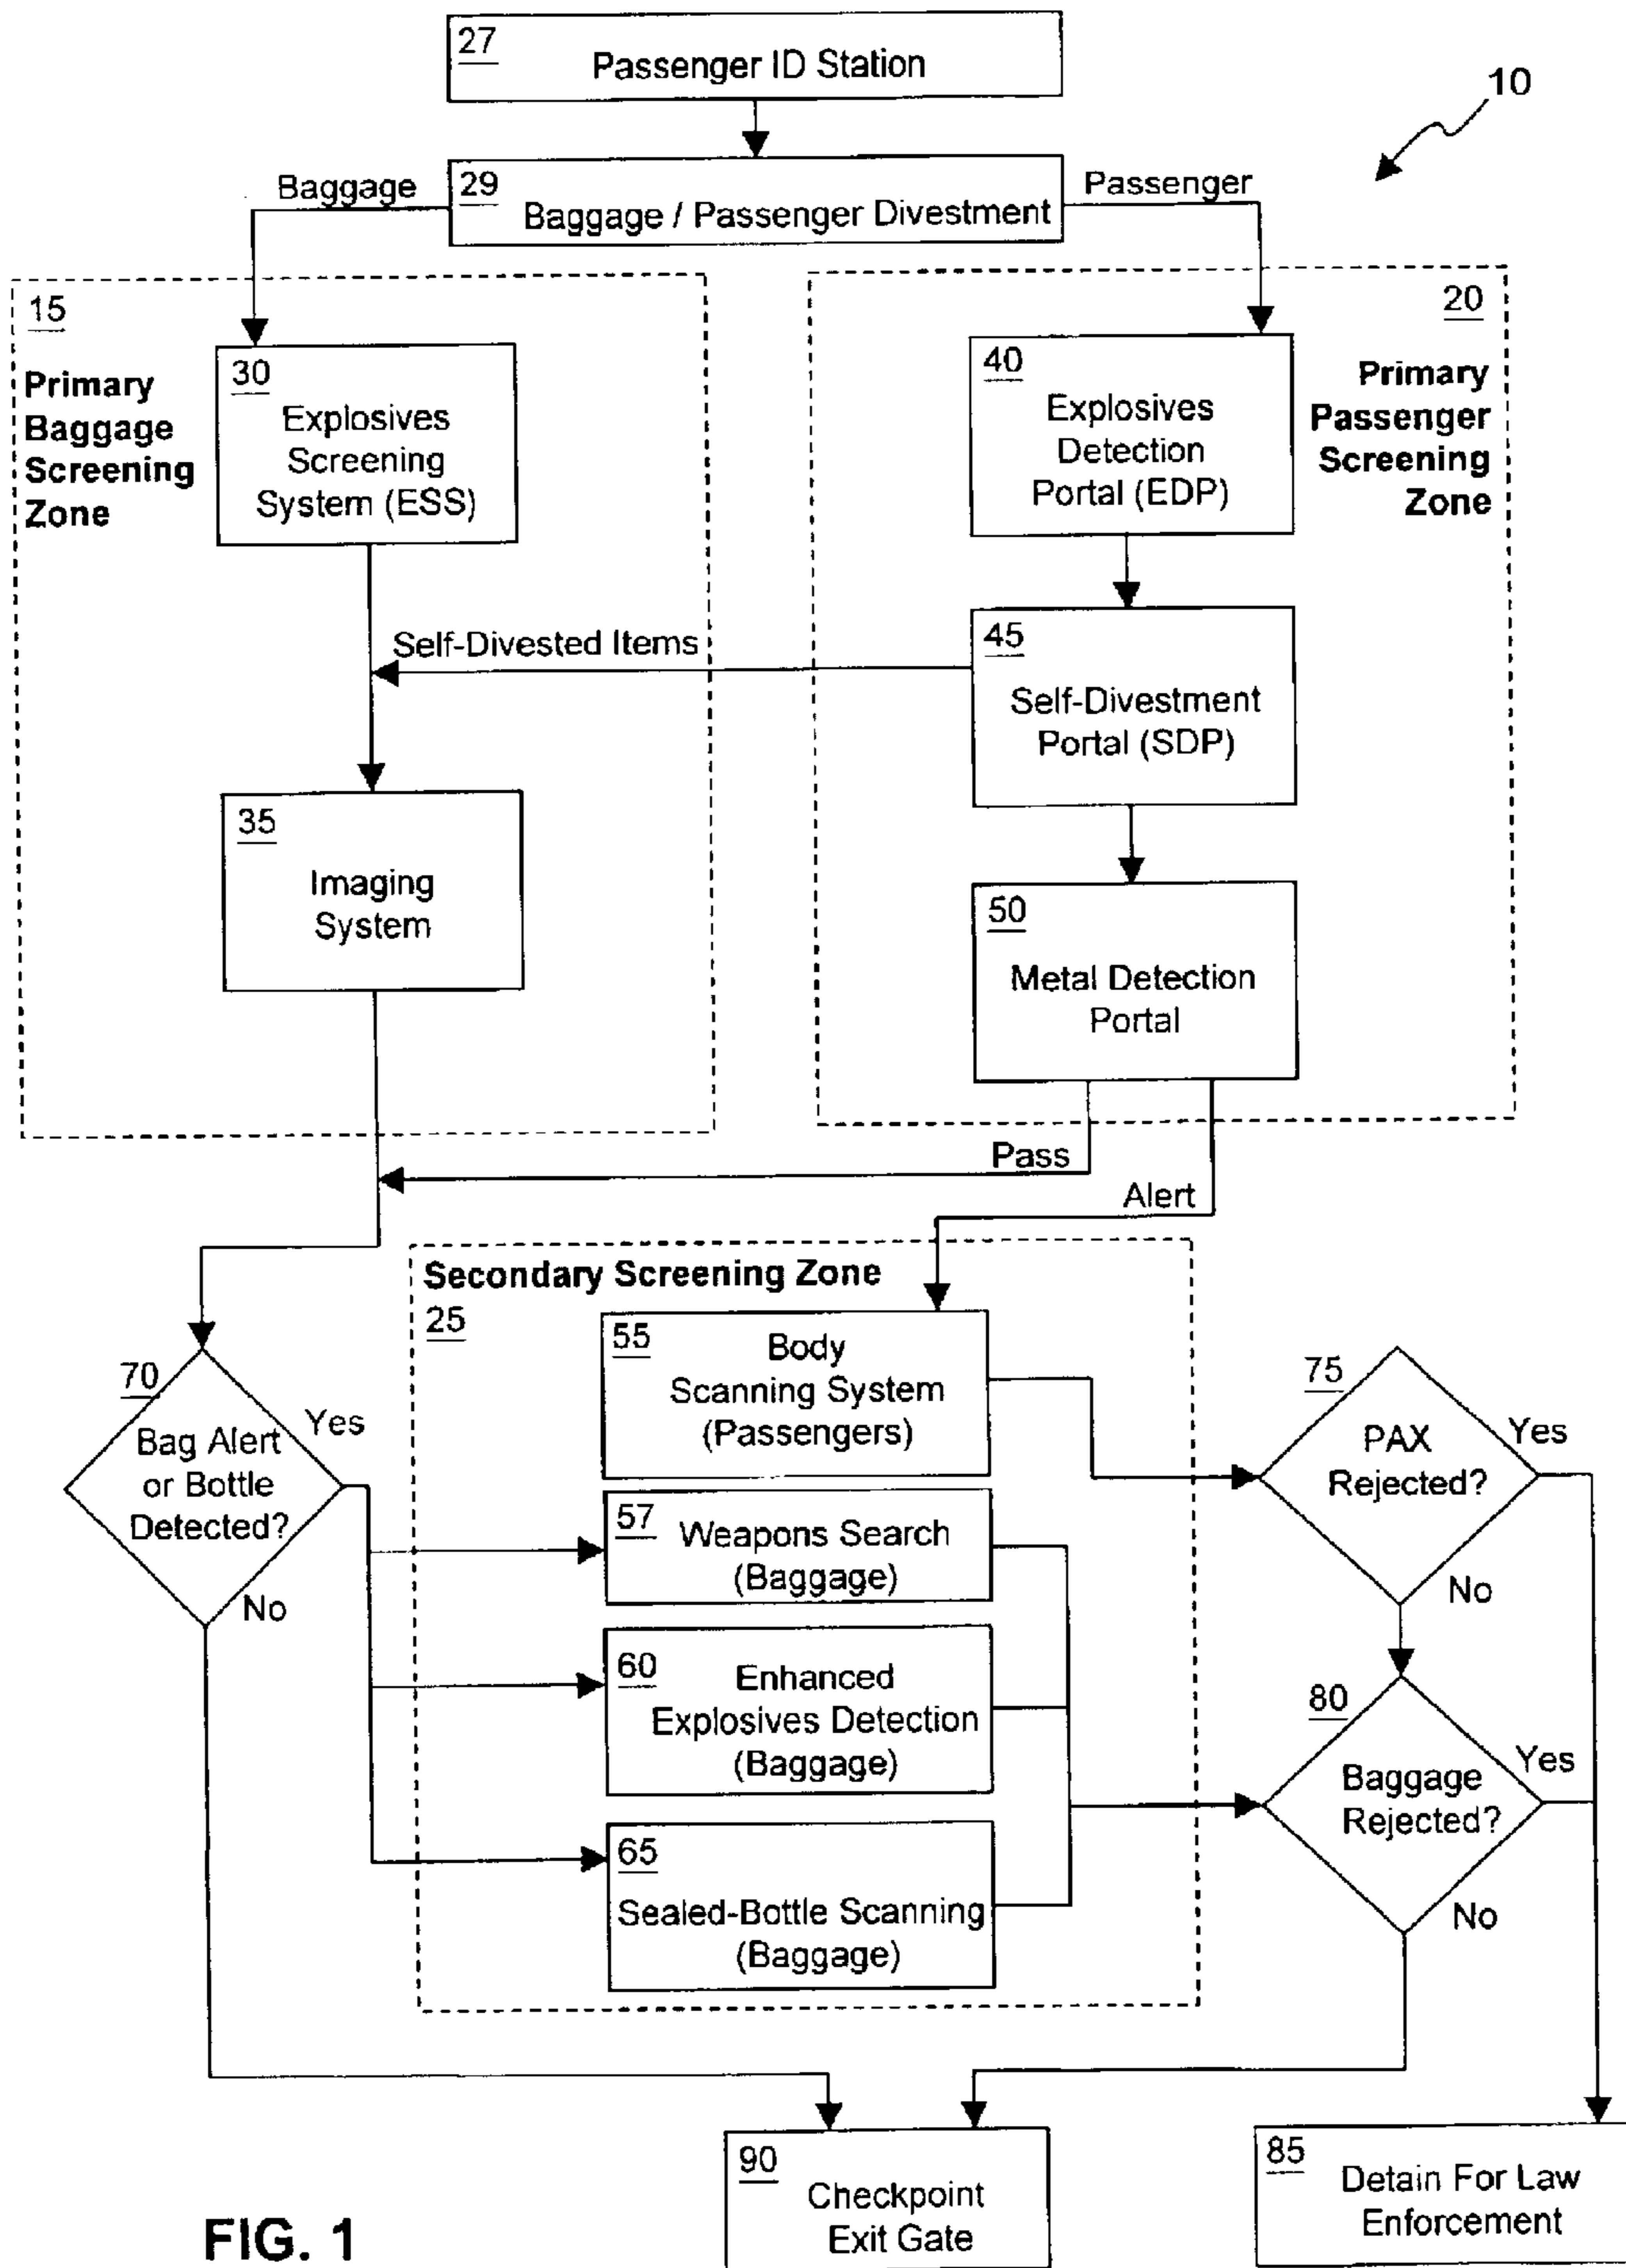 27
Passenger ID Station
10
Baggage
29
Baggage / Passenger Divestment
Passenger
15
Primary
Baggage
Screening
Zone
30
Explosives
Screening
System (ESS)
20
Primary
Passenger
Screening
Zone
40
Explosives
Detection
Portal (EDP)
Self-Divested Items
45
Self-Divestment
Portal (SDP)
35
Imaging
System
50
Metal Detection
Portal
Pass
Alert
Secondary Screening Zone
25
55
Body
Scanning System
(Passengers)
70
Bag Alert
or Bottle
Detected?
Yes
No
57
Weapons Search
(Baggage)
60
Enhanced
Explosives Detection
(Baggage)
65
Sealed-Bottle Scanning
(Baggage)
75
PAX
Rejected?
Yes
No
80
Baggage
Rejected?
Yes
No
90
Checkpoint
Exit Gate
85
Detain For Law
Enforcement
FIG. 1